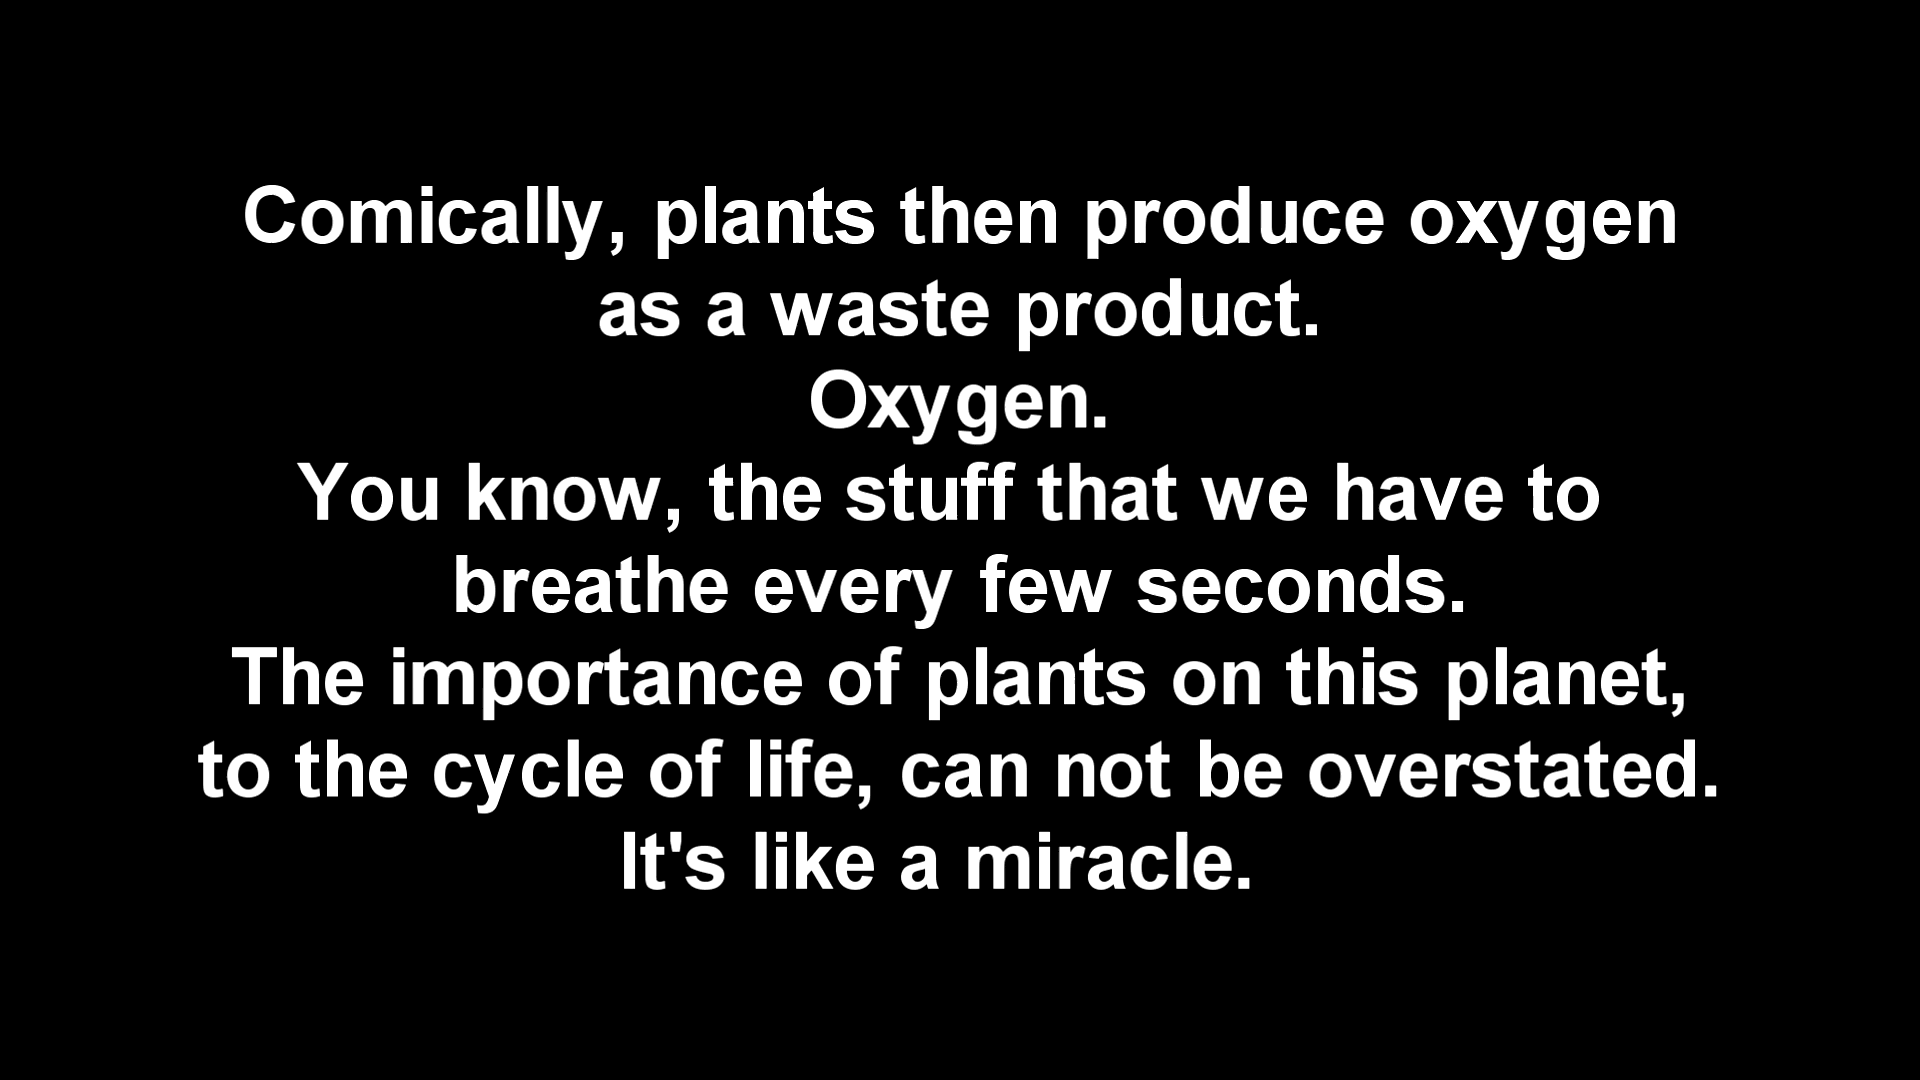 Comically, plants then produce oxygen
as a waste product.
Oxygen.
You know, the stuff that we have to
breathe every few seconds.
The importance of plants on this planet,
to the cycle of life, can not be overstated.
It's like a miracle.